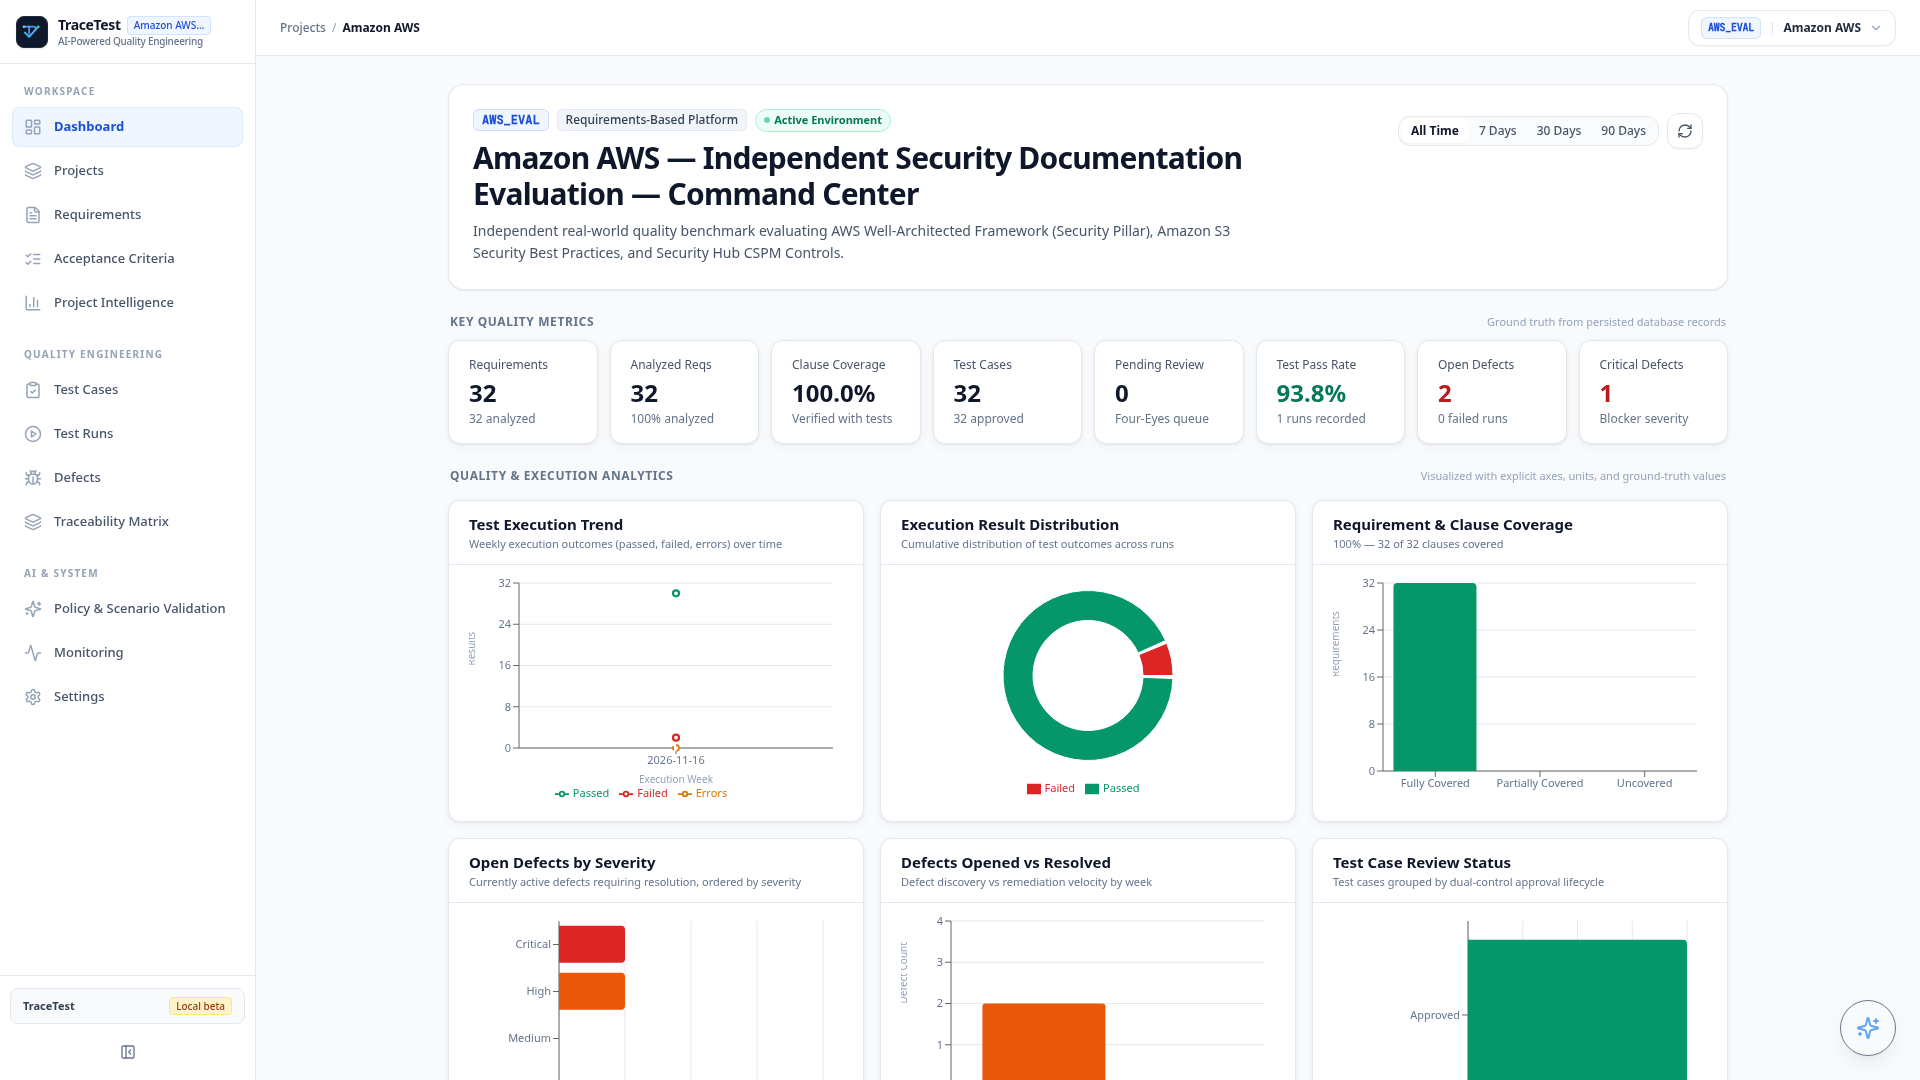 TraceTest
Amazon AWS...
AI-Powered Quality Engineering
WORKSPACE
Dashboard
Projects
Requirements
Acceptance Criteria
Project Intelligence
QUALITY ENGINEERING
Test Cases
Test Runs
Defects
Traceability Matrix
AI & SYSTEM
Policy & Scenario Validation
Monitoring
Settings
TraceTest
Local beta
Projects / Amazon AWS
AWS_EVAL
Amazon AWS
AWS_EVAL
Requirements-Based Platform
Active Environment
All Time
7 Days
30 Days
90 Days
Amazon AWS — Independent Security Documentation
Evaluation — Command Center
Independent real-world quality benchmark evaluating AWS Well-Architected Framework (Security Pillar), Amazon S3
Security Best Practices, and Security Hub CSPM Controls.
KEY QUALITY METRICS
Ground truth from persisted database records
Requirements
32
32 analyzed
Analyzed Reqs
32
100% analyzed
Clause Coverage
100.0%
Verified with tests
Test Cases
32
32 approved
Pending Review
0
Four-Eyes queue
Test Pass Rate
93.8%
1 runs recorded
Open Defects
2
0 failed runs
Critical Defects
1
Blocker severity
QUALITY & EXECUTION ANALYTICS
Visualized with explicit axes, units, and ground-truth values
Test Execution Trend
Weekly execution outcomes (passed, failed, errors) over time
Results
32
24
16
8
0
2026-11-16
Execution Week
Passed
Failed
Errors
Execution Result Distribution
Cumulative distribution of test outcomes across runs
Failed
Passed
Requirement & Clause Coverage
100% — 32 of 32 clauses covered
Requirements
32
24
16
8
0
Fully Covered
Partially Covered
Uncovered
Open Defects by Severity
Currently active defects requiring resolution, ordered by severity
Critical
High
Medium
Defects Opened vs Resolved
Defect discovery vs remediation velocity by week
Defect Count
4
3
2
1
Test Case Review Status
Test cases grouped by dual-control approval lifecycle
Approved